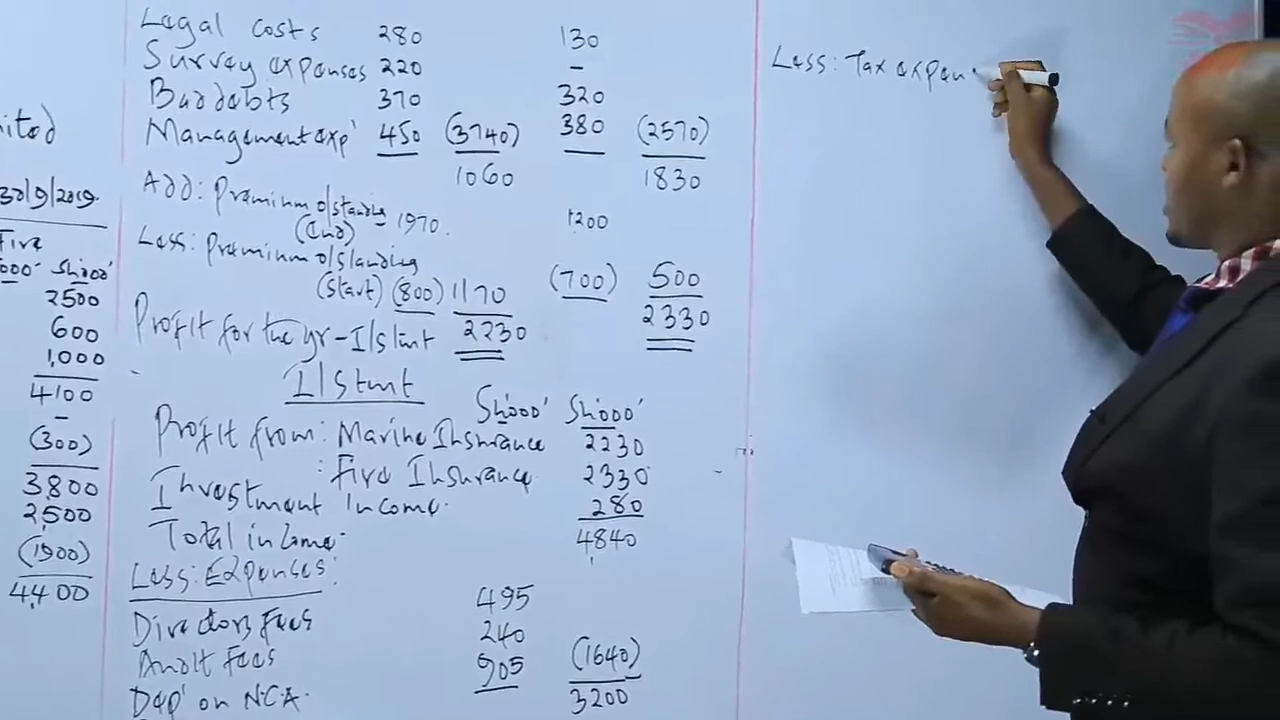 ited
30/9/2019
Fire
000' Sh'000'
2500
600
1,000
4100
-
(300)
3800
2,500
(1900)
4,400
Legal costs 280 130
Survey expenses 220 -
Bad debts 370 320
Management exp' 450 (3740) 380 (2570)
1060 1830
Add: Premium o/standing
(End) 1970. 1200
Less: Premium o/standing
(start) (800) 1170 (700) 500
Profit for the yr - I/Stmt 2230 2330
I/Stmt
Sh'000' Sh'000'
Profit from: Marine Insurance 2230
: Fire Insurance 2330
Investment Income. 280
Total income. 4840
Less: Expenses
Directors Fees 495
Audit Fees 240
Dep' on N.C.A. 905 (1640)
3200
Less: Tax expen